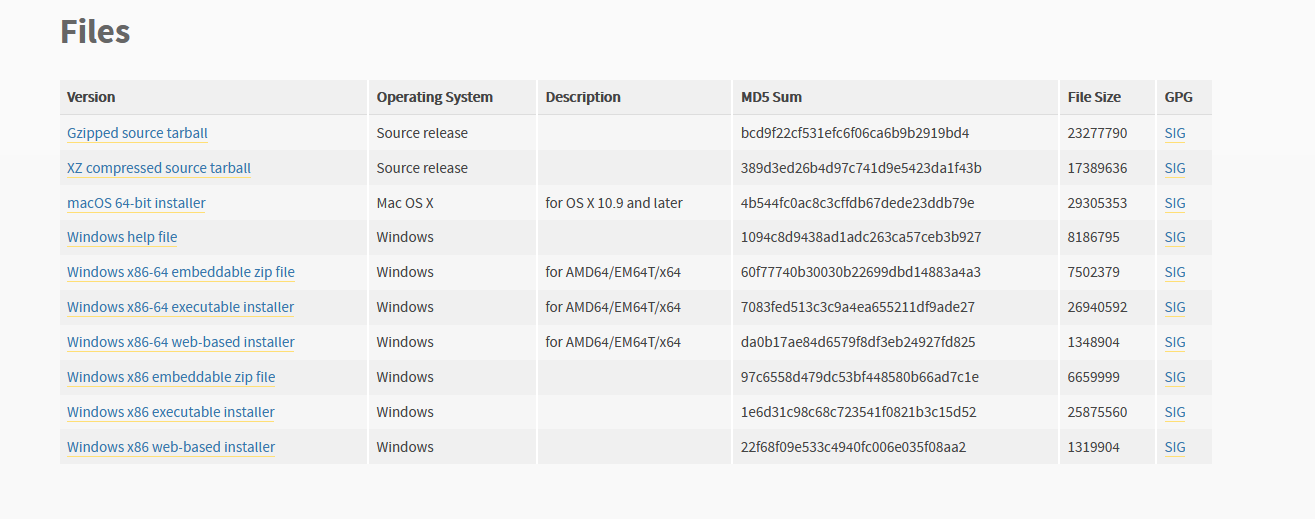 Files
Version Operating System Description MD5 Sum File Size GPG
Gzipped source tarball Source release bcd9f22cf531efc6f06ca6b9b2919bd4 23277790 SIG
XZ compressed source tarball Source release 389d3ed26b4d97c741d9e5423da1f43b 17389636 SIG
macOS 64-bit installer Mac OS X for OS X 10.9 and later 4b544fc0ac8c3cffdb67dede23ddb79e 29305353 SIG
Windows help file Windows 1094c8d9438ad1adc263ca57ceb3b927 8186795 SIG
Windows x86-64 embeddable zip file Windows for AMD64/EM64T/x64 60f77740b30030b22699dbd14883a4a3 7502379 SIG
Windows x86-64 executable installer Windows for AMD64/EM64T/x64 7083fed513c3c9a4ea655211df9ade27 26940592 SIG
Windows x86-64 web-based installer Windows for AMD64/EM64T/x64 da0b17ae84d6579f8df3eb24927fd825 1348904 SIG
Windows x86 embeddable zip file Windows 97c6558d479dc53bf448580b66ad7c1e 6659999 SIG
Windows x86 executable installer Windows 1e6d31c98c68c723541f0821b3c15d52 25875560 SIG
Windows x86 web-based installer Windows 22f68f09e533c4940fc006e035f08aa2 1319904 SIG